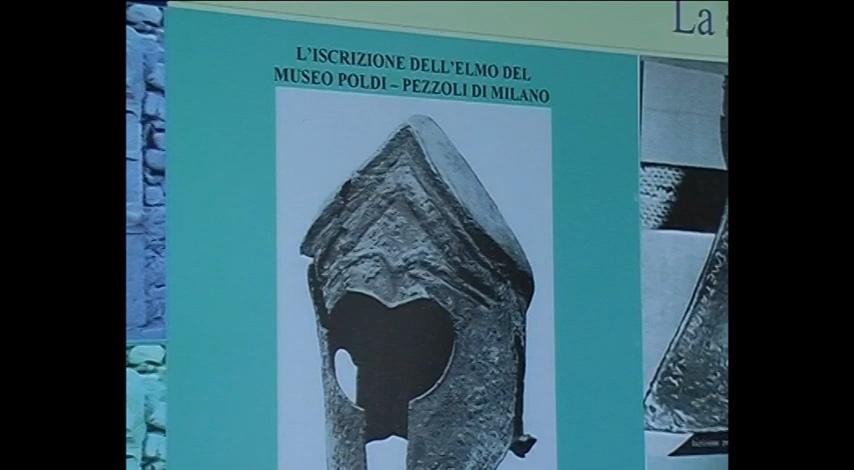 La
L'ISCRIZIONE DELL'ELMO DEL
MUSEO POLDI – PEZZOLI DI MILANO